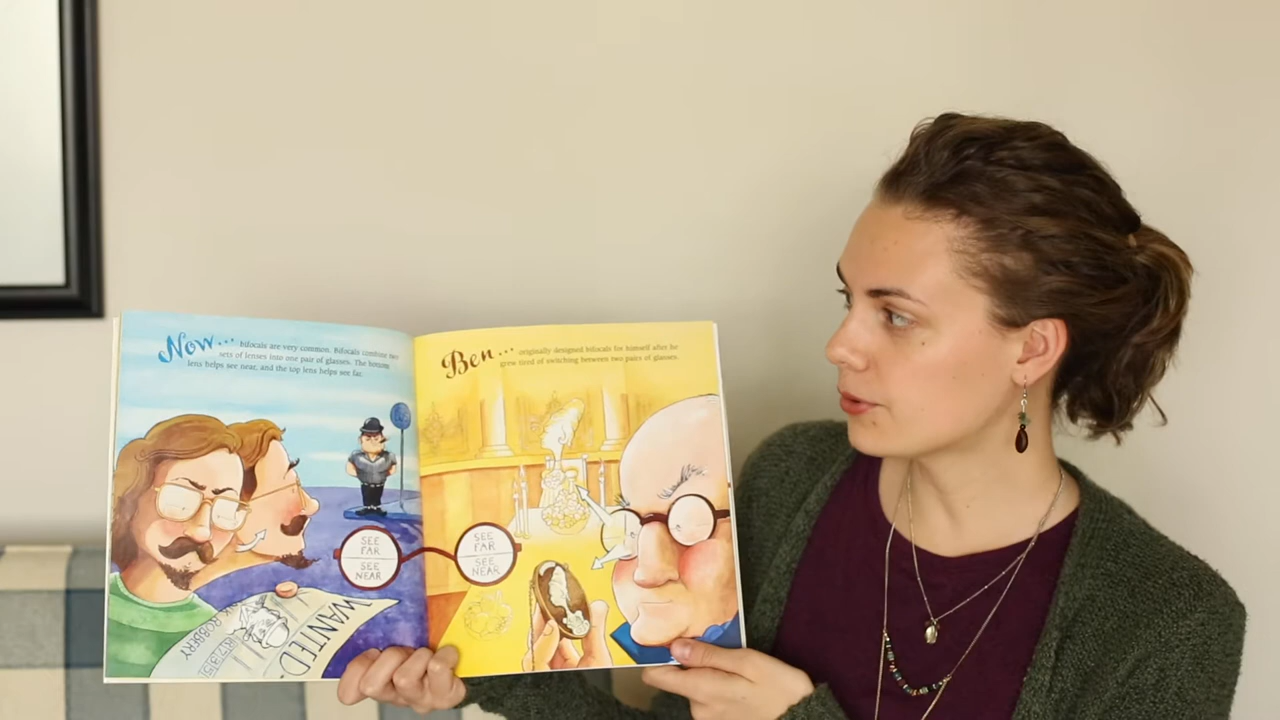 Now... bifocals are very common. Bifocals combine two
sets of lenses into one pair of glasses. The bottom
lens helps see near, and the top lens helps see far.
Ben... originally designed bifocals for himself after he
grew tired of switching between two pairs of glasses.
SEE
FAR
SEE
NEAR
SEE
FAR
SEE
NEAR
WANTED
ROBBERY